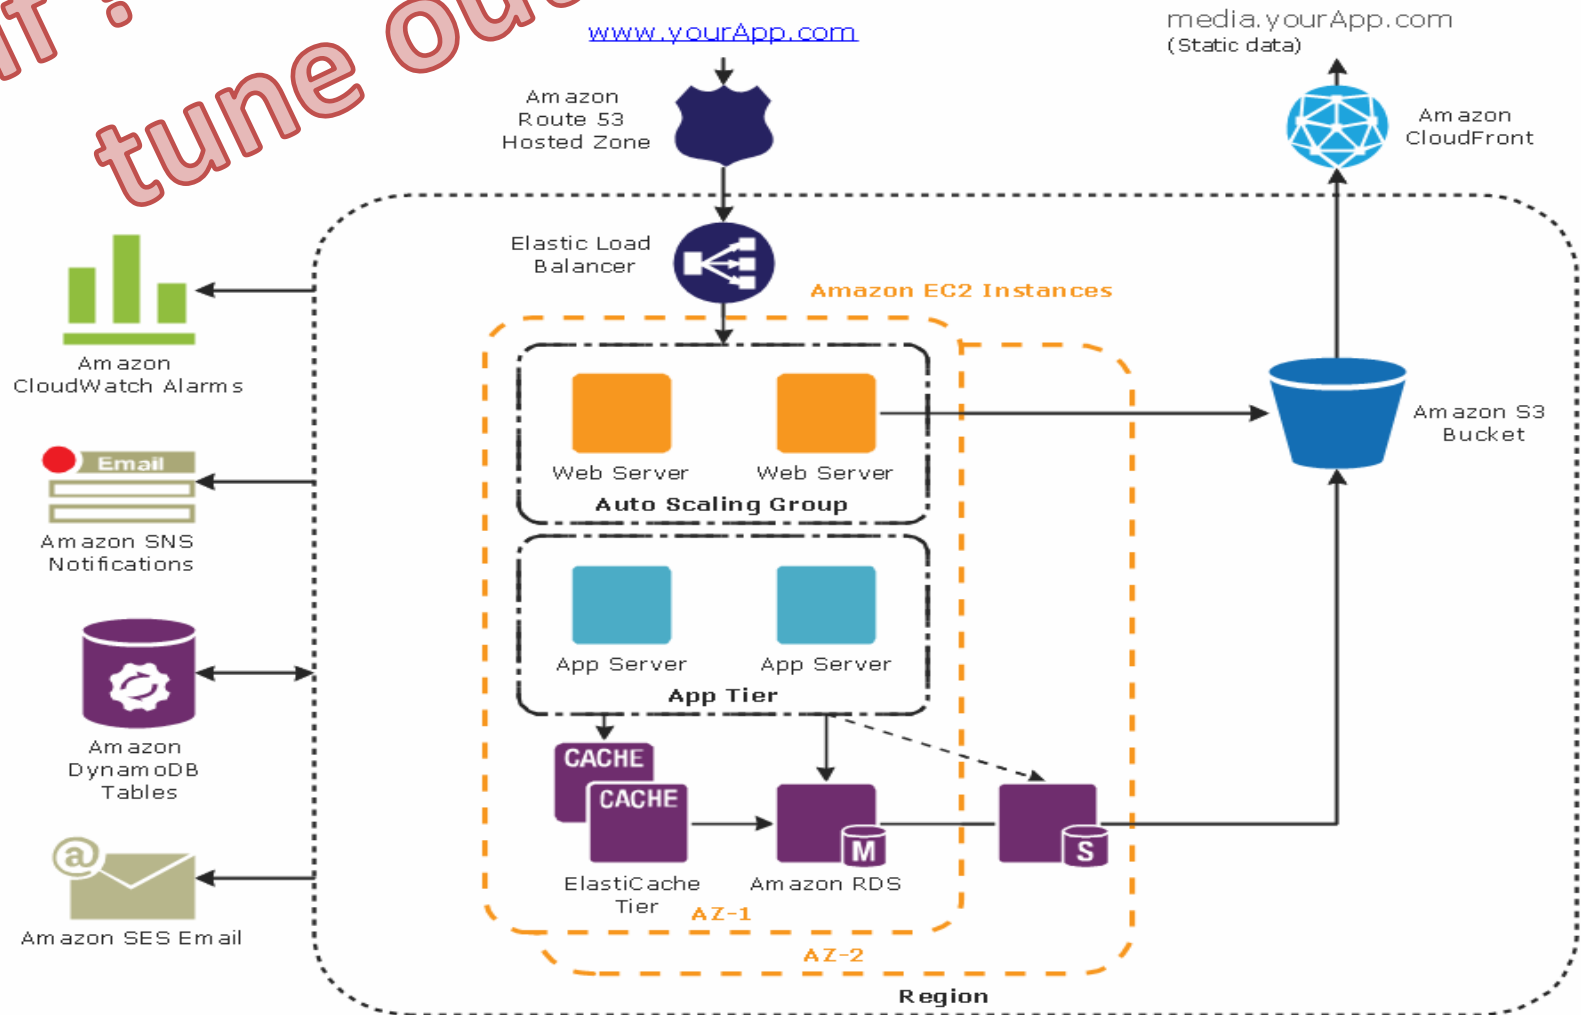 tune ou
www.yourApp.com
media.yourApp.com
(Static data)
Amazon
Route 53
Hosted Zone
Amazon
CloudFront
Elastic Load
Balancer
Amazon EC2 Instances
Amazon
CloudWatch Alarms
Web Server
Web Server
Auto Scaling Group
Amazon S3
Bucket
Email
Amazon SNS
Notifications
App Server
App Server
App Tier
Amazon
DynamoDB
Tables
CACHE
CACHE
M
S
ElastiCache
Tier
Amazon RDS
AZ-1
@
Amazon SES Email
AZ-2
Region